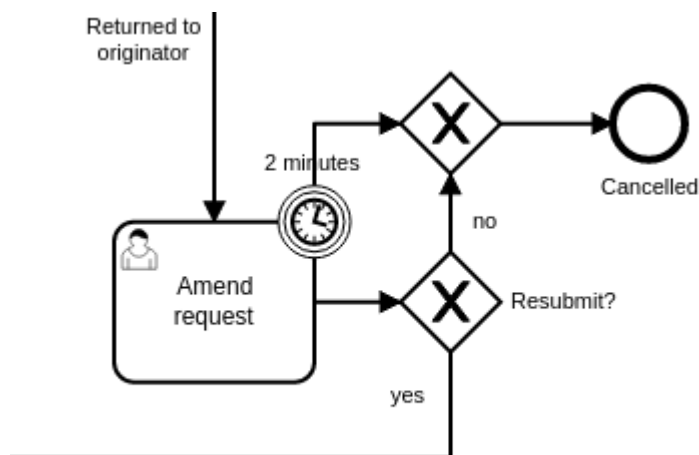 Returned to
originator
2 minutes
Cancelled
no
Amend
request
Resubmit?
yes